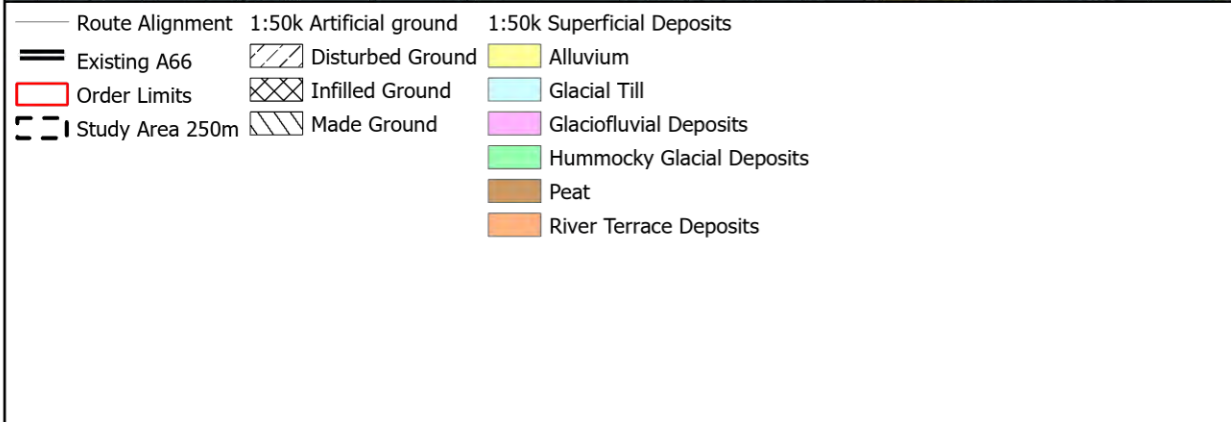 Route Alignment
Existing A66
Order Limits
Study Area 250m
1:50k Artificial ground
Disturbed Ground
Infilled Ground
Made Ground
1:50k Superficial Deposits
Alluvium
Glacial Till
Glaciofluvial Deposits
Hummocky Glacial Deposits
Peat
River Terrace Deposits